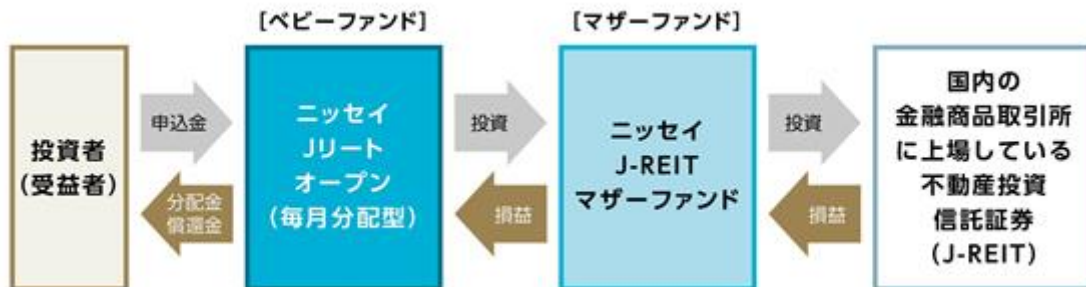 [ベビーファンド]
[マザーファンド]
投資者
(受益者)
申込金
分配金
償還金
ニッセイ
Jリート
オープン
(毎月分配型)
投資
損益
ニッセイ
J-REIT
マザーファンド
投資
損益
国内の
金融商品取引所
に上場している
不動産投資
信託証券
(J-REIT)